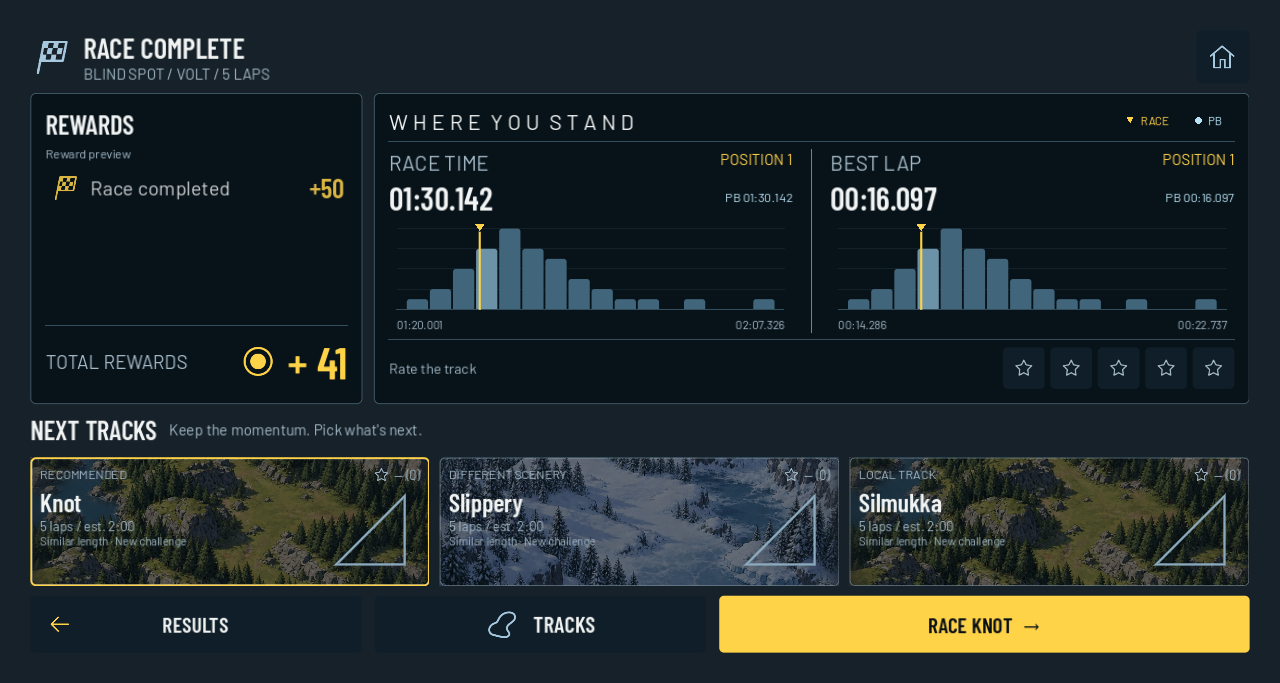 RACE COMPLETE
BLIND SPOT / VOLT / 5 LAPS
REWARDS
Reward preview
Race completed +50
TOTAL REWARDS + 41
WHERE YOU STAND
RACE PB
RACE TIME POSITION 1
01:30.142 PB 01:30.142
01:20.001 02:07.326
BEST LAP POSITION 1
00:16.097 PB 00:16.097
00:14.286 00:22.737
Rate the track
NEXT TRACKS Keep the momentum. Pick what's next.
RECOMMENDED – (0)
Knot
5 laps / est. 2:00
Similar length · New challenge
DIFFERENT SCENERY – (0)
Slippery
5 laps / est. 2:00
Similar length · New challenge
LOCAL TRACK – (0)
Silmukka
5 laps / est. 2:00
Similar length · New challenge
← RESULTS
TRACKS
RACE KNOT →